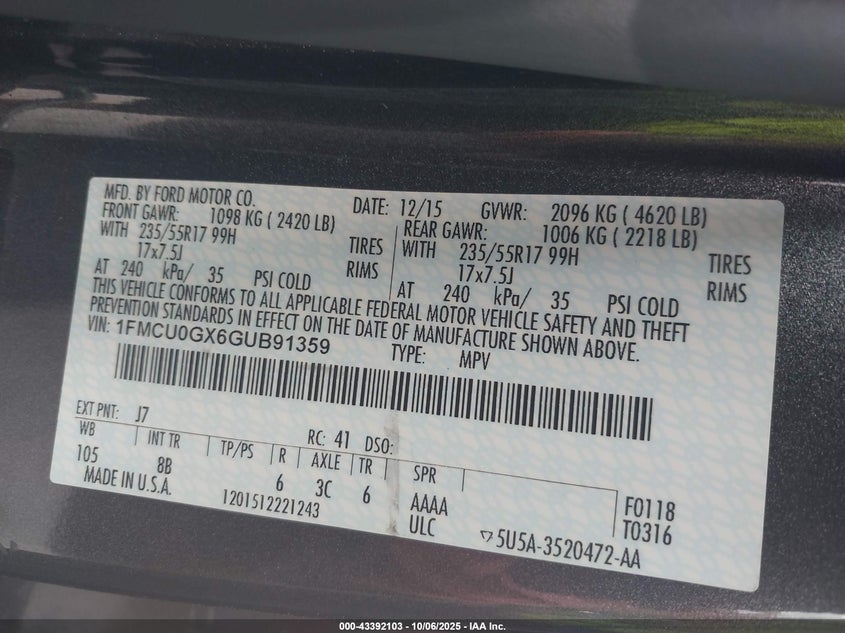 MFD. BY FORD MOTOR CO. DATE: 12/15 GVWR: 2096 KG ( 4620 LB)
FRONT GAWR: 1098 KG ( 2420 LB) REAR GAWR: 1006 KG ( 2218 LB)
WITH 235/55R17 99H TIRES WITH 235/55R17 99H TIRES
17x7.5J RIMS 17x7.5J RIMS
AT 240 kPa/ 35 PSI COLD AT 240 kPa/ 35 PSI COLD
THIS VEHICLE CONFORMS TO ALL APPLICABLE FEDERAL MOTOR VEHICLE SAFETY AND THEFT
PREVENTION STANDARDS IN EFFECT ON THE DATE OF MANUFACTURE SHOWN ABOVE.
VIN: 1FMCU0GX6GUB91359 TYPE: MPV
EXT PNT: J7 RC: 41 DSO:
WB INT TR TP/PS R AXLE TR SPR
105 8B 6 3C 6 AAAA F0118
MADE IN U.S.A. 1201512221243 ULC T0316
5U5A-3520472-AA
000-43392103 - 10/06/2025 - IAA Inc.